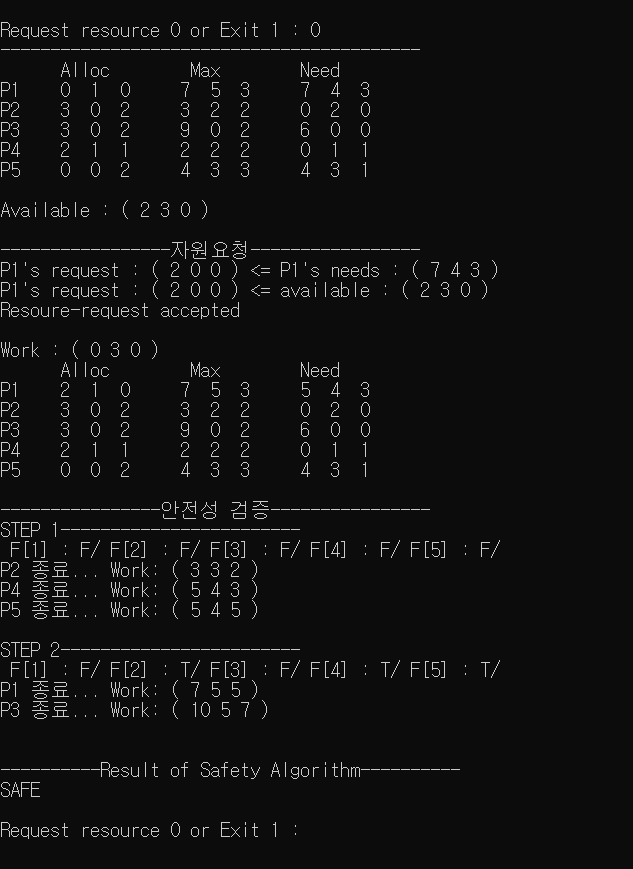 Request resource 0 or Exit 1 : 0
------------------------------------------
Alloc Max Need
P1 0 1 0 7 5 3 7 4 3
P2 3 0 2 3 2 2 0 2 0
P3 3 0 2 9 0 2 6 0 0
P4 2 1 1 2 2 2 0 1 1
P5 0 0 2 4 3 3 4 3 1
Available : ( 2 3 0 )
-----------------자원요청-----------------
P1's request : ( 2 0 0 ) <= P1's needs : ( 7 4 3 )
P1's request : ( 2 0 0 ) <= available : ( 2 3 0 )
Resoure-request accepted
Work : ( 0 3 0 )
Alloc Max Need
P1 2 1 0 7 5 3 5 4 3
P2 3 0 2 3 2 2 0 2 0
P3 3 0 2 9 0 2 6 0 0
P4 2 1 1 2 2 2 0 1 1
P5 0 0 2 4 3 3 4 3 1
----------------안전성 검증----------------
STEP 1------------------------
F[1] : F/ F[2] : F/ F[3] : F/ F[4] : F/ F[5] : F/
P2 종료... Work: ( 3 3 2 )
P4 종료... Work: ( 5 4 3 )
P5 종료... Work: ( 5 4 5 )
STEP 2------------------------
F[1] : F/ F[2] : T/ F[3] : F/ F[4] : T/ F[5] : T/
P1 종료... Work: ( 7 5 5 )
P3 종료... Work: ( 10 5 7 )
----------Result of Safety Algorithm----------
SAFE
Request resource 0 or Exit 1 :